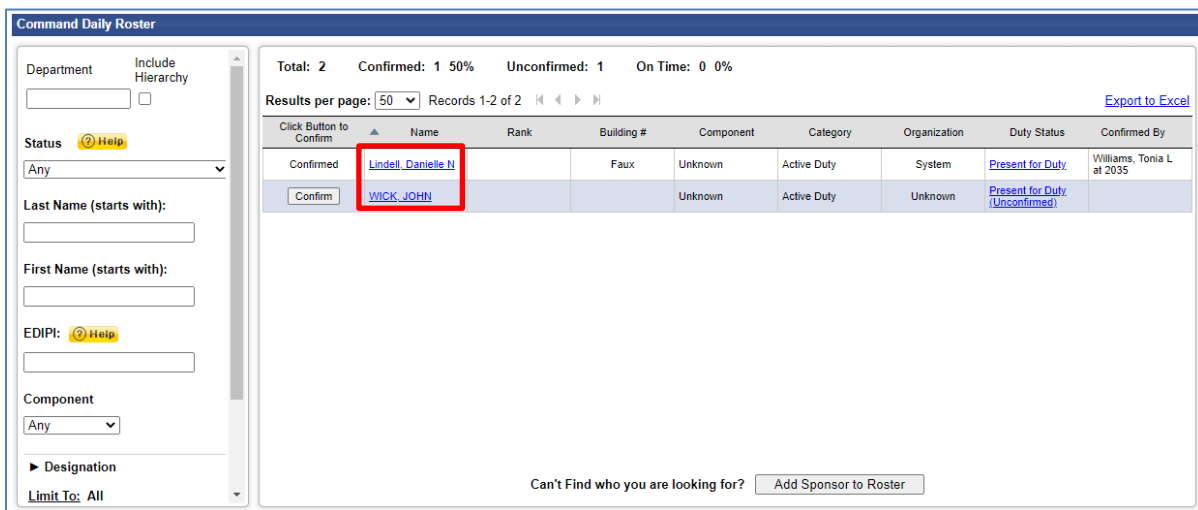 Command Daily Roster
Department
Include
Hierarchy
Status
Help
Any
Last Name (starts with):
First Name (starts with):
EDIPI:
Help
Component
Any
► Designation
Limit To: All
Total: 2 Confirmed: 1 50% Unconfirmed: 1 On Time: 0 0%
Results per page: 50 Records 1-2 of 2
Export to Excel
Click Button to
Confirm
Name Rank Building # Component Category Organization Duty Status Confirmed By
Confirmed Lindell, Danielle N Faux Unknown Active Duty System Present for Duty Williams, Tonia L
at 2035
Confirm WICK, JOHN Unknown Active Duty Unknown Present for Duty
(Unconfirmed)
Can't Find who you are looking for? Add Sponsor to Roster